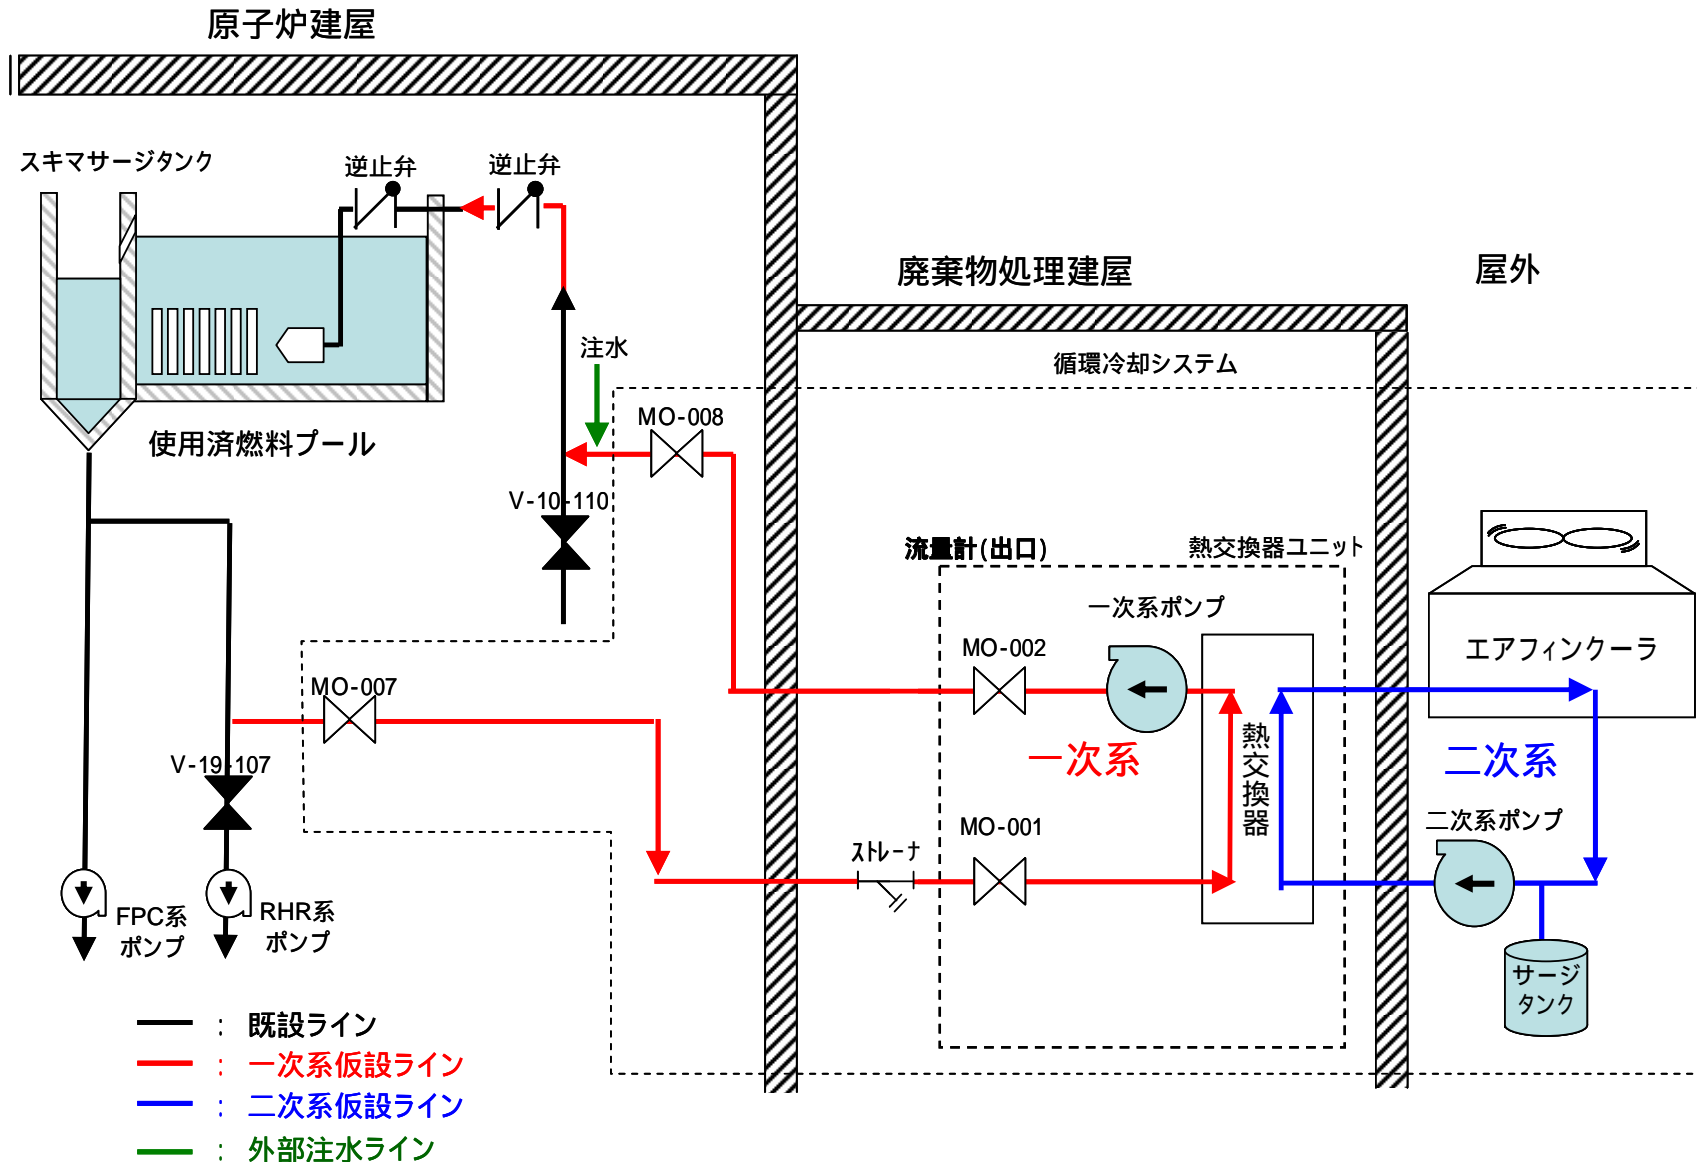 原子炉建屋
スキマサージタンク
逆止弁
逆止弁
廃棄物処理建屋
屋外
注水
循環冷却システム
MO-008
使用済燃料プール
V-10-110
流量計(出口)
熱交換器ユニット
一次系ポンプ
MO-002
エアフィンクーラ
MO-007
一次系
熱交換器
二次系
V-19-107
MO-001
二次系ポンプ
ストレーナ
FPC系
ポンプ
RHR系
ポンプ
サージ
タンク
: 既設ライン
: 一次系仮設ライン
: 二次系仮設ライン
: 外部注水ライン